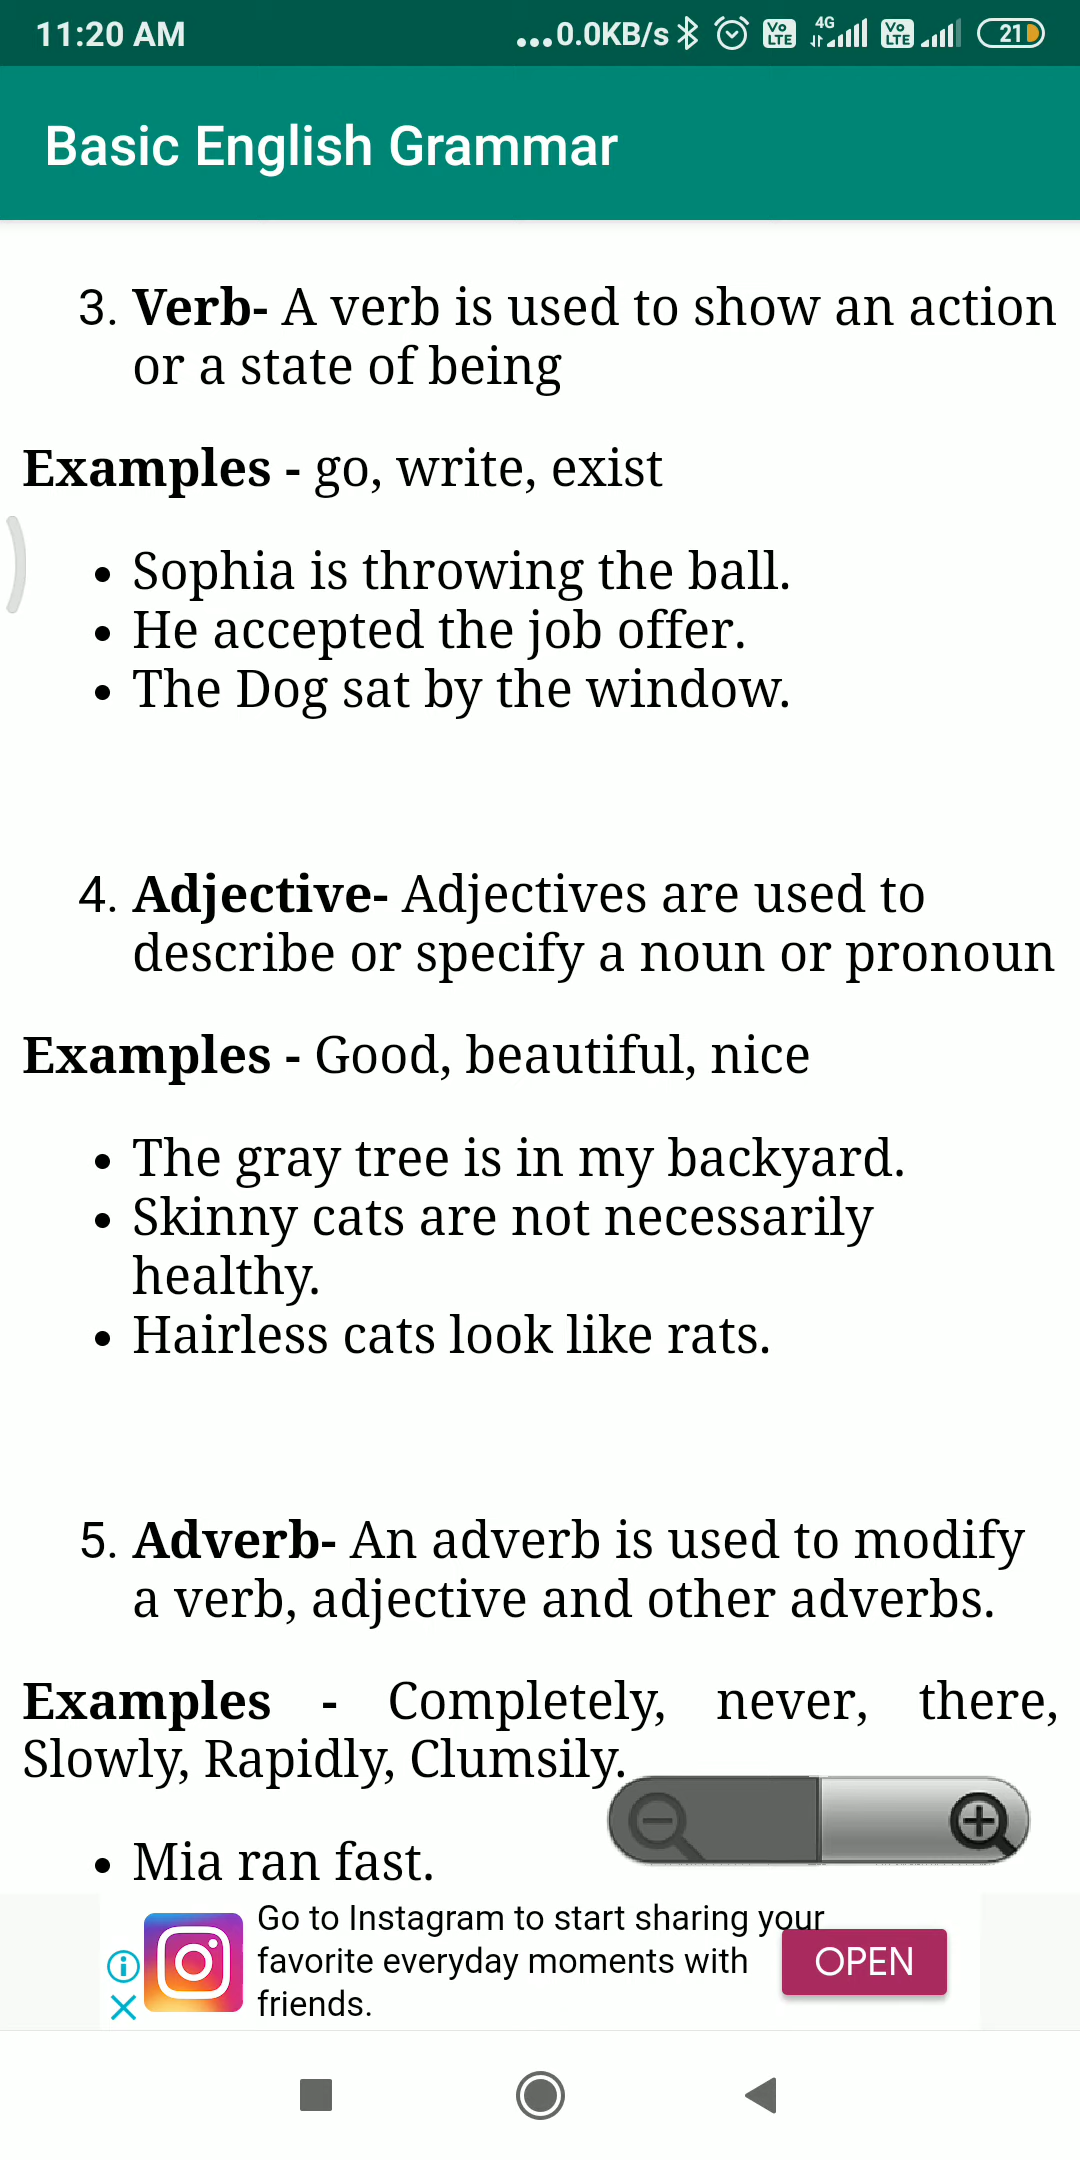 11:20 AM
...0.0KB/s Vo LTE 4G Vo LTE 21
Basic English Grammar
3. Verb- A verb is used to show an action
or a state of being
Examples - go, write, exist
• Sophia is throwing the ball.
• He accepted the job offer.
• The Dog sat by the window.
4. Adjective- Adjectives are used to
describe or specify a noun or pronoun
Examples - Good, beautiful, nice
• The gray tree is in my backyard.
• Skinny cats are not necessarily
healthy.
• Hairless cats look like rats.
5. Adverb- An adverb is used to modify
a verb, adjective and other adverbs.
Examples - Completely, never, there,
Slowly, Rapidly, Clumsily.
• Mia ran fast.
Go to Instagram to start sharing your
favorite everyday moments with
friends.
OPEN